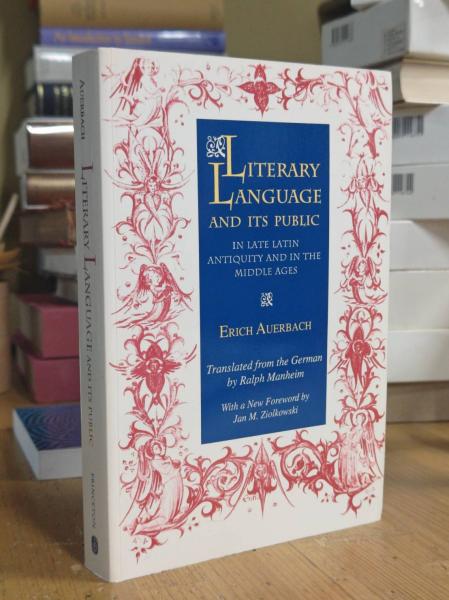 LITERARY
LANGUAGE
AND ITS PUBLIC
IN LATE LATIN
ANTIQUITY AND IN THE
MIDDLE AGES
ERICH AUERBACH
Translated from the German
by Ralph Manheim
With a New Foreword by
Jan M. Ziolkowski
AUERBACH
LITERARY LANGUAGE AND ITS PUBLIC
PRINCETON